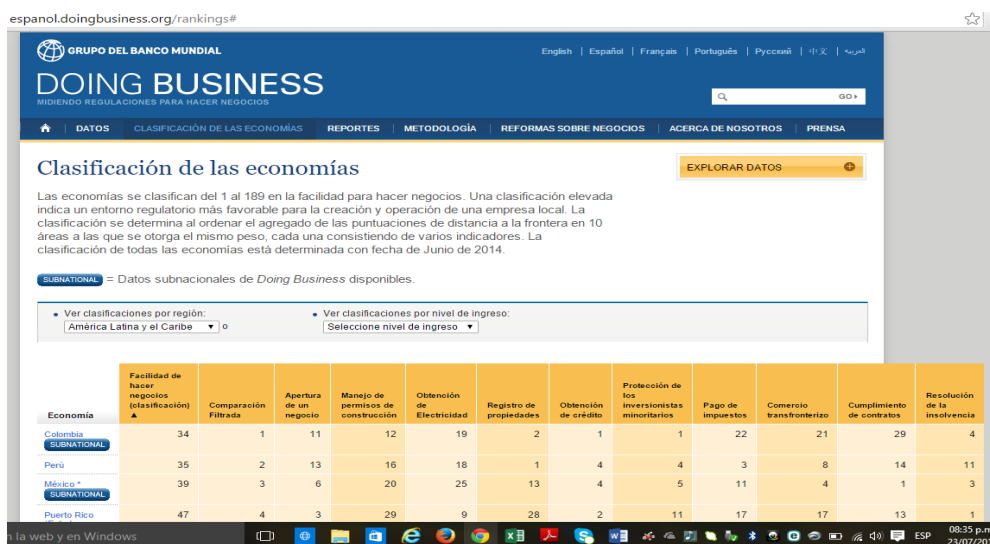 espanol.doingbusiness.org/rankings#
GRUPO DEL BANCO MUNDIAL
English | Español | Français | Português | Русский | 中文 | العربية
DOING BUSINESS
MIDIENDO REGULACIONES PARA HACER NEGOCIOS
GO
DATOS | CLASIFICACIÓN DE LAS ECONOMÍAS | REPORTES | METODOLOGÍA | REFORMAS SOBRE NEGOCIOS | ACERCA DE NOSOTROS | PRENSA
Clasificación de las economías
EXPLORAR DATOS
Las economías se clasifican del 1 al 189 en la facilidad para hacer negocios. Una clasificación elevada
indica un entorno regulatorio más favorable para la creación y operación de una empresa local. La
clasificación se determina al ordenar el agregado de las puntuaciones de distancia a la frontera en 10
áreas a las que se otorga el mismo peso, cada una consistiendo de varios indicadores. La
clasificación de todas las economías está determinada con fecha de Junio de 2014.
SUBNATIONAL = Datos subnacionales de Doing Business disponibles.
Ver clasificaciones por región: Ver clasificaciones por nivel de ingreso:
América Latina y el Caribe o Seleccione nivel de ingreso
Economía
Facilidad de
hacer
negocios
(clasificación)
Comparación
Filtrada
Apertura
de un
negocio
Manejo de
permisos de
construcción
Obtención
de
Electricidad
Registro de
propiedades
Obtención
de crédito
Protección de
los
inversionistas
minoritarios
Pago de
impuestos
Comercio
transfronterizo
Cumplimiento
de contratos
Resolución
de la
insolvencia
Colombia 34 1 11 12 19 2 1 1 22 21 29 4
SUBNATIONAL
Perú 35 2 13 16 18 1 4 4 3 8 14 11
México * 39 3 6 20 25 13 4 5 11 4 1 3
SUBNATIONAL
Puerto Rico 47 4 3 29 9 28 2 11 17 17 13 1
la web y en Windows
ESP
08:35 p.m
23/07/20